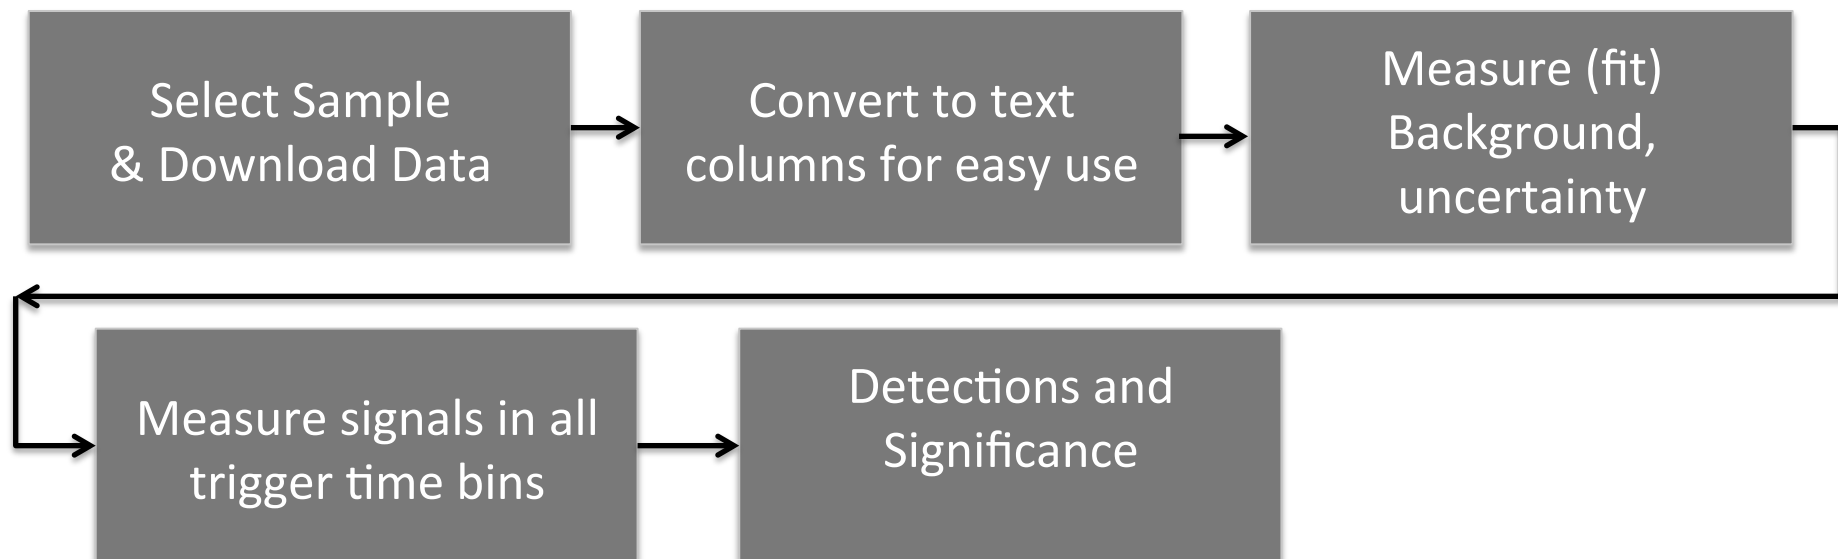 Select Sample
& Download Data
Convert to text
columns for easy use
Measure (fit)
Background,
uncertainty
Measure signals in all
trigger time bins
Detections and
Significance